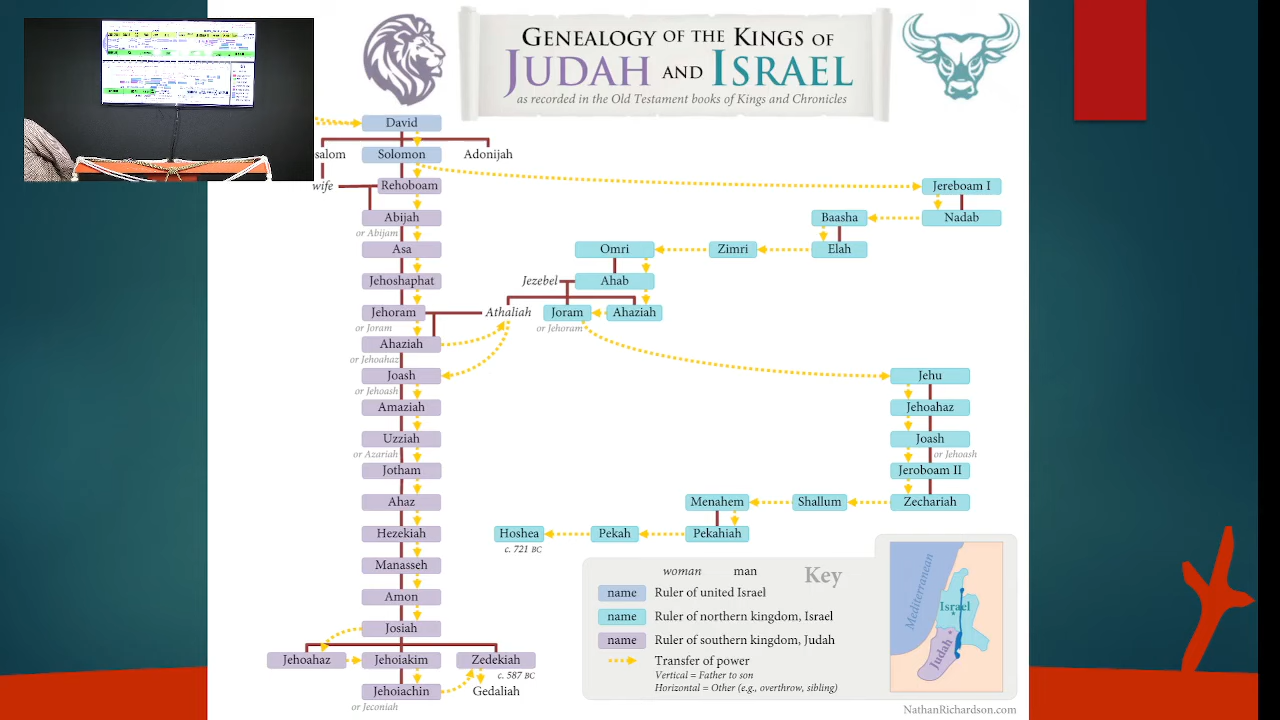 GENEALOGY OF THE KINGS OF
JUDAH AND ISRAEL
as recorded in the Old Testament books of Kings and Chronicles
David
salom
Solomon
Adonijah
wife
Rehoboam
Jereboam I
Abijah
or Abijam
Baasha
Nadab
Asa
Omri
Zimri
Elah
Jehoshaphat
Jezebel
Ahab
Jehoram
or Joram
Athaliah
Joram
or Jehoram
Ahaziah
Ahaziah
or Jehoahaz
Joash
or Jehoash
Jehu
Amaziah
Jehoahaz
Uzziah
or Azariah
Joash
or Jehoash
Jotham
Jeroboam II
Ahaz
Menahem
Shallum
Zechariah
Hezekiah
Hoshea
c. 721 BC
Pekah
Pekahiah
Manasseh
Amon
Josiah
Jehoahaz
Jehoiakim
Zedekiah
c. 587 BC
Jehoiachin
or Jeconiah
Gedaliah
woman man Key
name Ruler of united Israel
name Ruler of northern kingdom, Israel
name Ruler of southern kingdom, Judah
Transfer of power
Vertical = Father to son
Horizontal = Other (e.g., overthrow, sibling)
Mediterranean
Israel
Judah
NathanRichardson.com